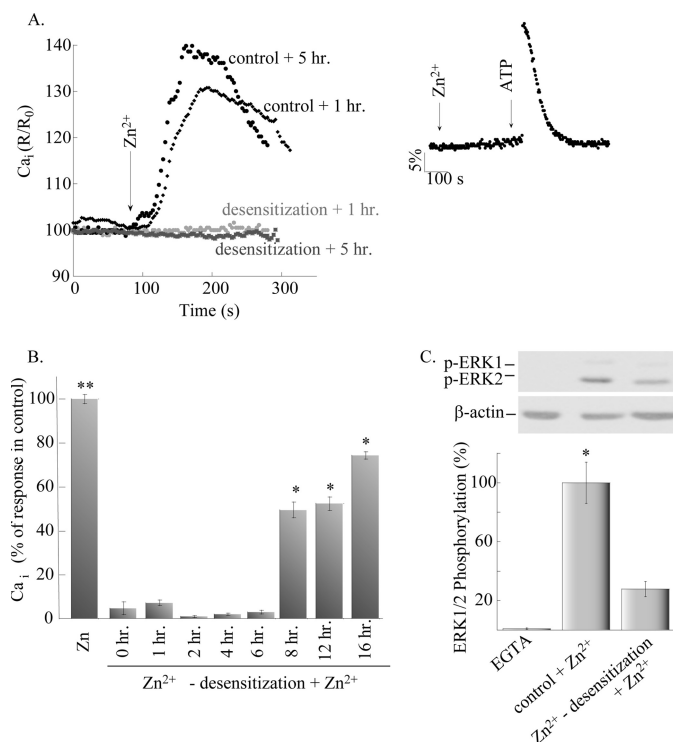 A.
Ca_i (R/R_0)
140
130
120
110
100
90
0
100
200
300
Time (s)
Zn²⁺
control + 5 hr.
control + 1 hr.
desensitization + 1 hr.
desensitization + 5 hr.
Zn²⁺
ATP
5%
100 s
B.
Ca_i (% of response in control)
100
80
60
40
20
0
**
*
*
*
Zn
0 hr.
1 hr.
2 hr.
4 hr.
6 hr.
8 hr.
12 hr.
16 hr.
Zn²⁺ - desensitization + Zn²⁺
C.
p-ERK1
p-ERK2
β-actin
ERK1/2 Phosphorylation (%)
100
60
20
*
EGTA
control + Zn²⁺
Zn²⁺ - desensitization
+ Zn²⁺